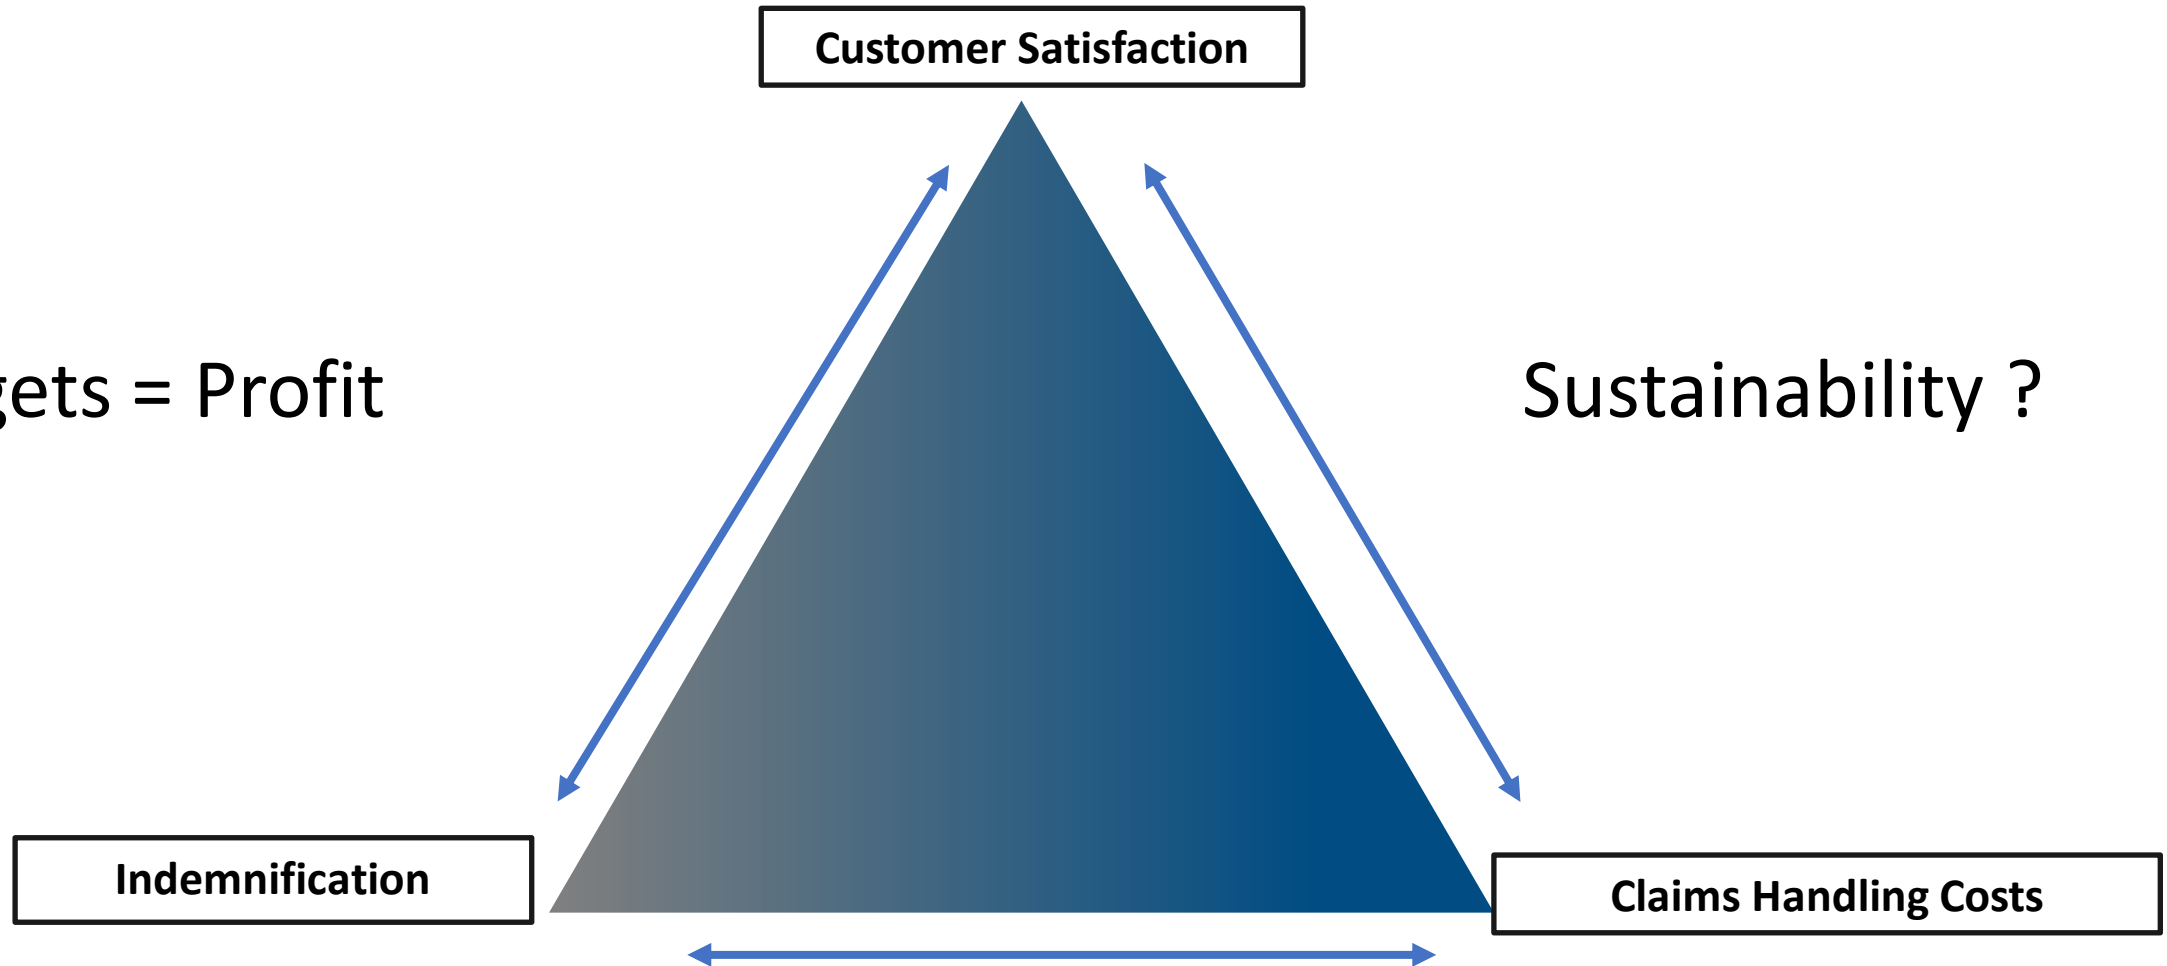 Customer Satisfaction
gets = Profit
Sustainability ?
Indemnification
Claims Handling Costs